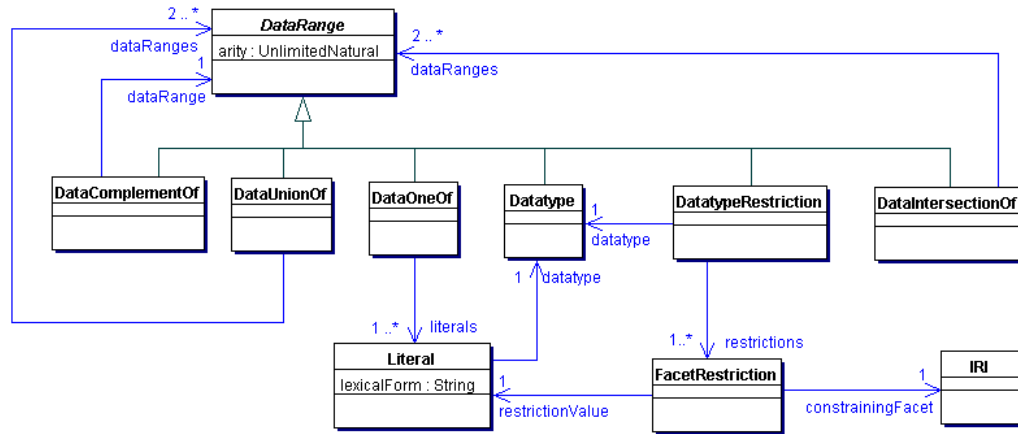 2 ..*
DataRange
2 ..*
dataRanges
arity : UnlimitedNatural
dataRanges
1
dataRange
DataComplementOf
DataUnionOf
DataOneOf
Datatype
DatatypeRestriction
DataIntersectionOf
1
datatype
1
datatype
1 ..*
literals
1..*
restrictions
Literal
FacetRestriction
IRI
lexicalForm : String
1
restrictionValue
1
constrainingFacet